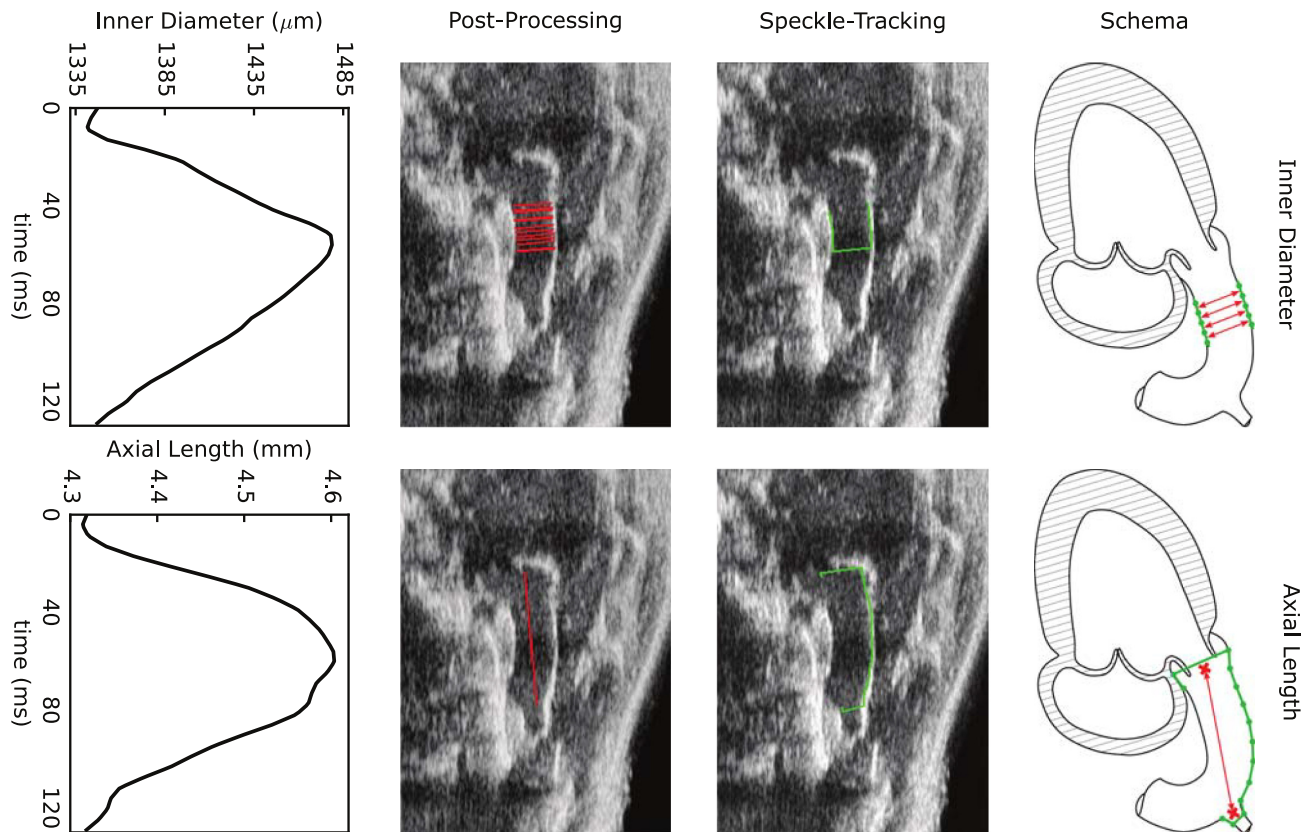 Inner Diameter (μm)
Post-Processing
Speckle-Tracking
Schema
1335
1385
1435
1485
0
40
80
120
time (ms)
Inner Diameter
Axial Length (mm)
4.3
4.4
4.5
4.6
0
40
80
120
time (ms)
Axial Length